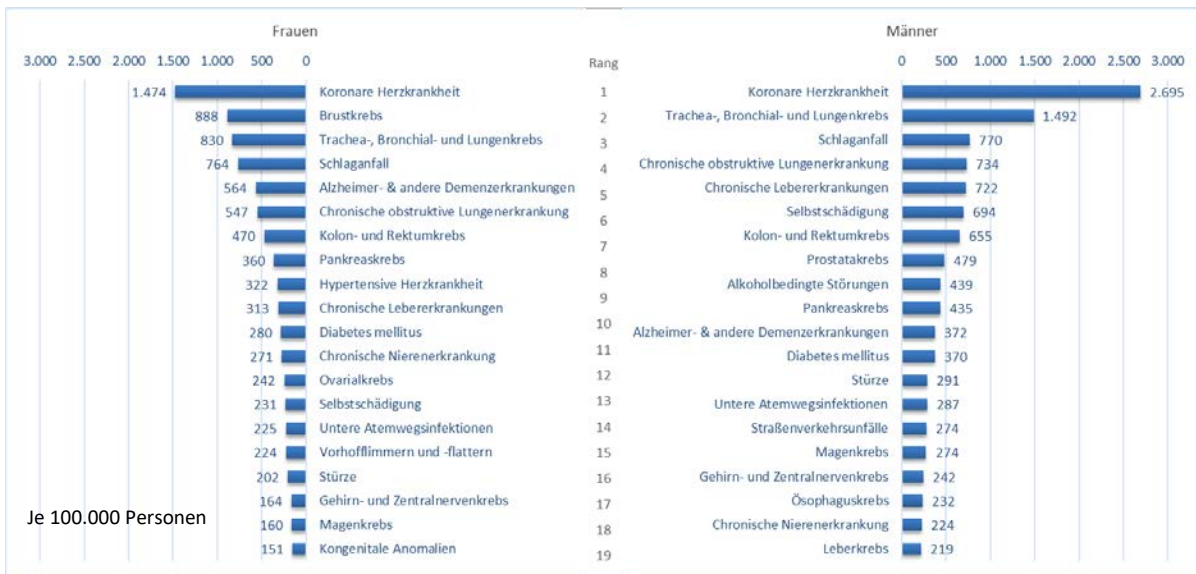 Frauen
Männer
3.000 2.500 2.000 1.500 1.000 500 0
Rang
0 500 1.000 1.500 2.000 2.500 3.000
1.474 Koronare Herzkrankheit 1 Koronare Herzkrankheit 2.695
888 Brustkrebs 2 Trachea-, Bronchial- und Lungenkrebs 1.492
830 Trachea-, Bronchial- und Lungenkrebs 3 Schlaganfall 770
764 Schlaganfall 4 Chronische obstruktive Lungenerkrankung 734
564 Alzheimer- & andere Demenzerkrankungen 5 Chronische Lebererkrankungen 722
547 Chronische obstruktive Lungenerkrankung 6 Selbstschädigung 694
470 Kolon- und Rektumkrebs 7 Kolon- und Rektumkrebs 655
360 Pankreaskrebs 8 Prostatakrebs 479
322 Hypertensive Herzkrankheit 9 Alkoholbedingte Störungen 439
313 Chronische Lebererkrankungen 10 Pankreaskrebs 435
280 Diabetes mellitus 11 Alzheimer- & andere Demenzerkrankungen 372
271 Chronische Nierenerkrankung 12 Diabetes mellitus 370
242 Ovarialkrebs 13 Stürze 291
231 Selbstschädigung 14 Untere Atemwegsinfektionen 287
225 Untere Atemwegsinfektionen 15 Straßenverkehrsunfälle 274
224 Vorhofflimmern und -flattern 16 Magenkrebs 274
202 Stürze 17 Gehirn- und Zentralnervenkrebs 242
164 Gehirn- und Zentralnervenkrebs 18 Ösophaguskrebs 232
160 Magenkrebs 19 Chronische Nierenerkrankung 224
151 Kongenitale Anomalien Leberkrebs 219
Je 100.000 Personen